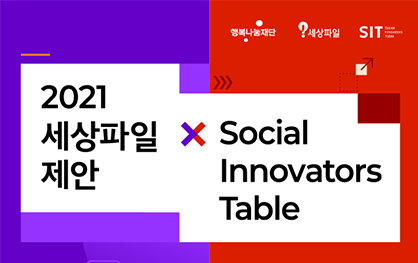 행복나눔재단
세상파일
SIT Social Innovators Table
2021
세상파일
제안
×
Social
Innovators
Table